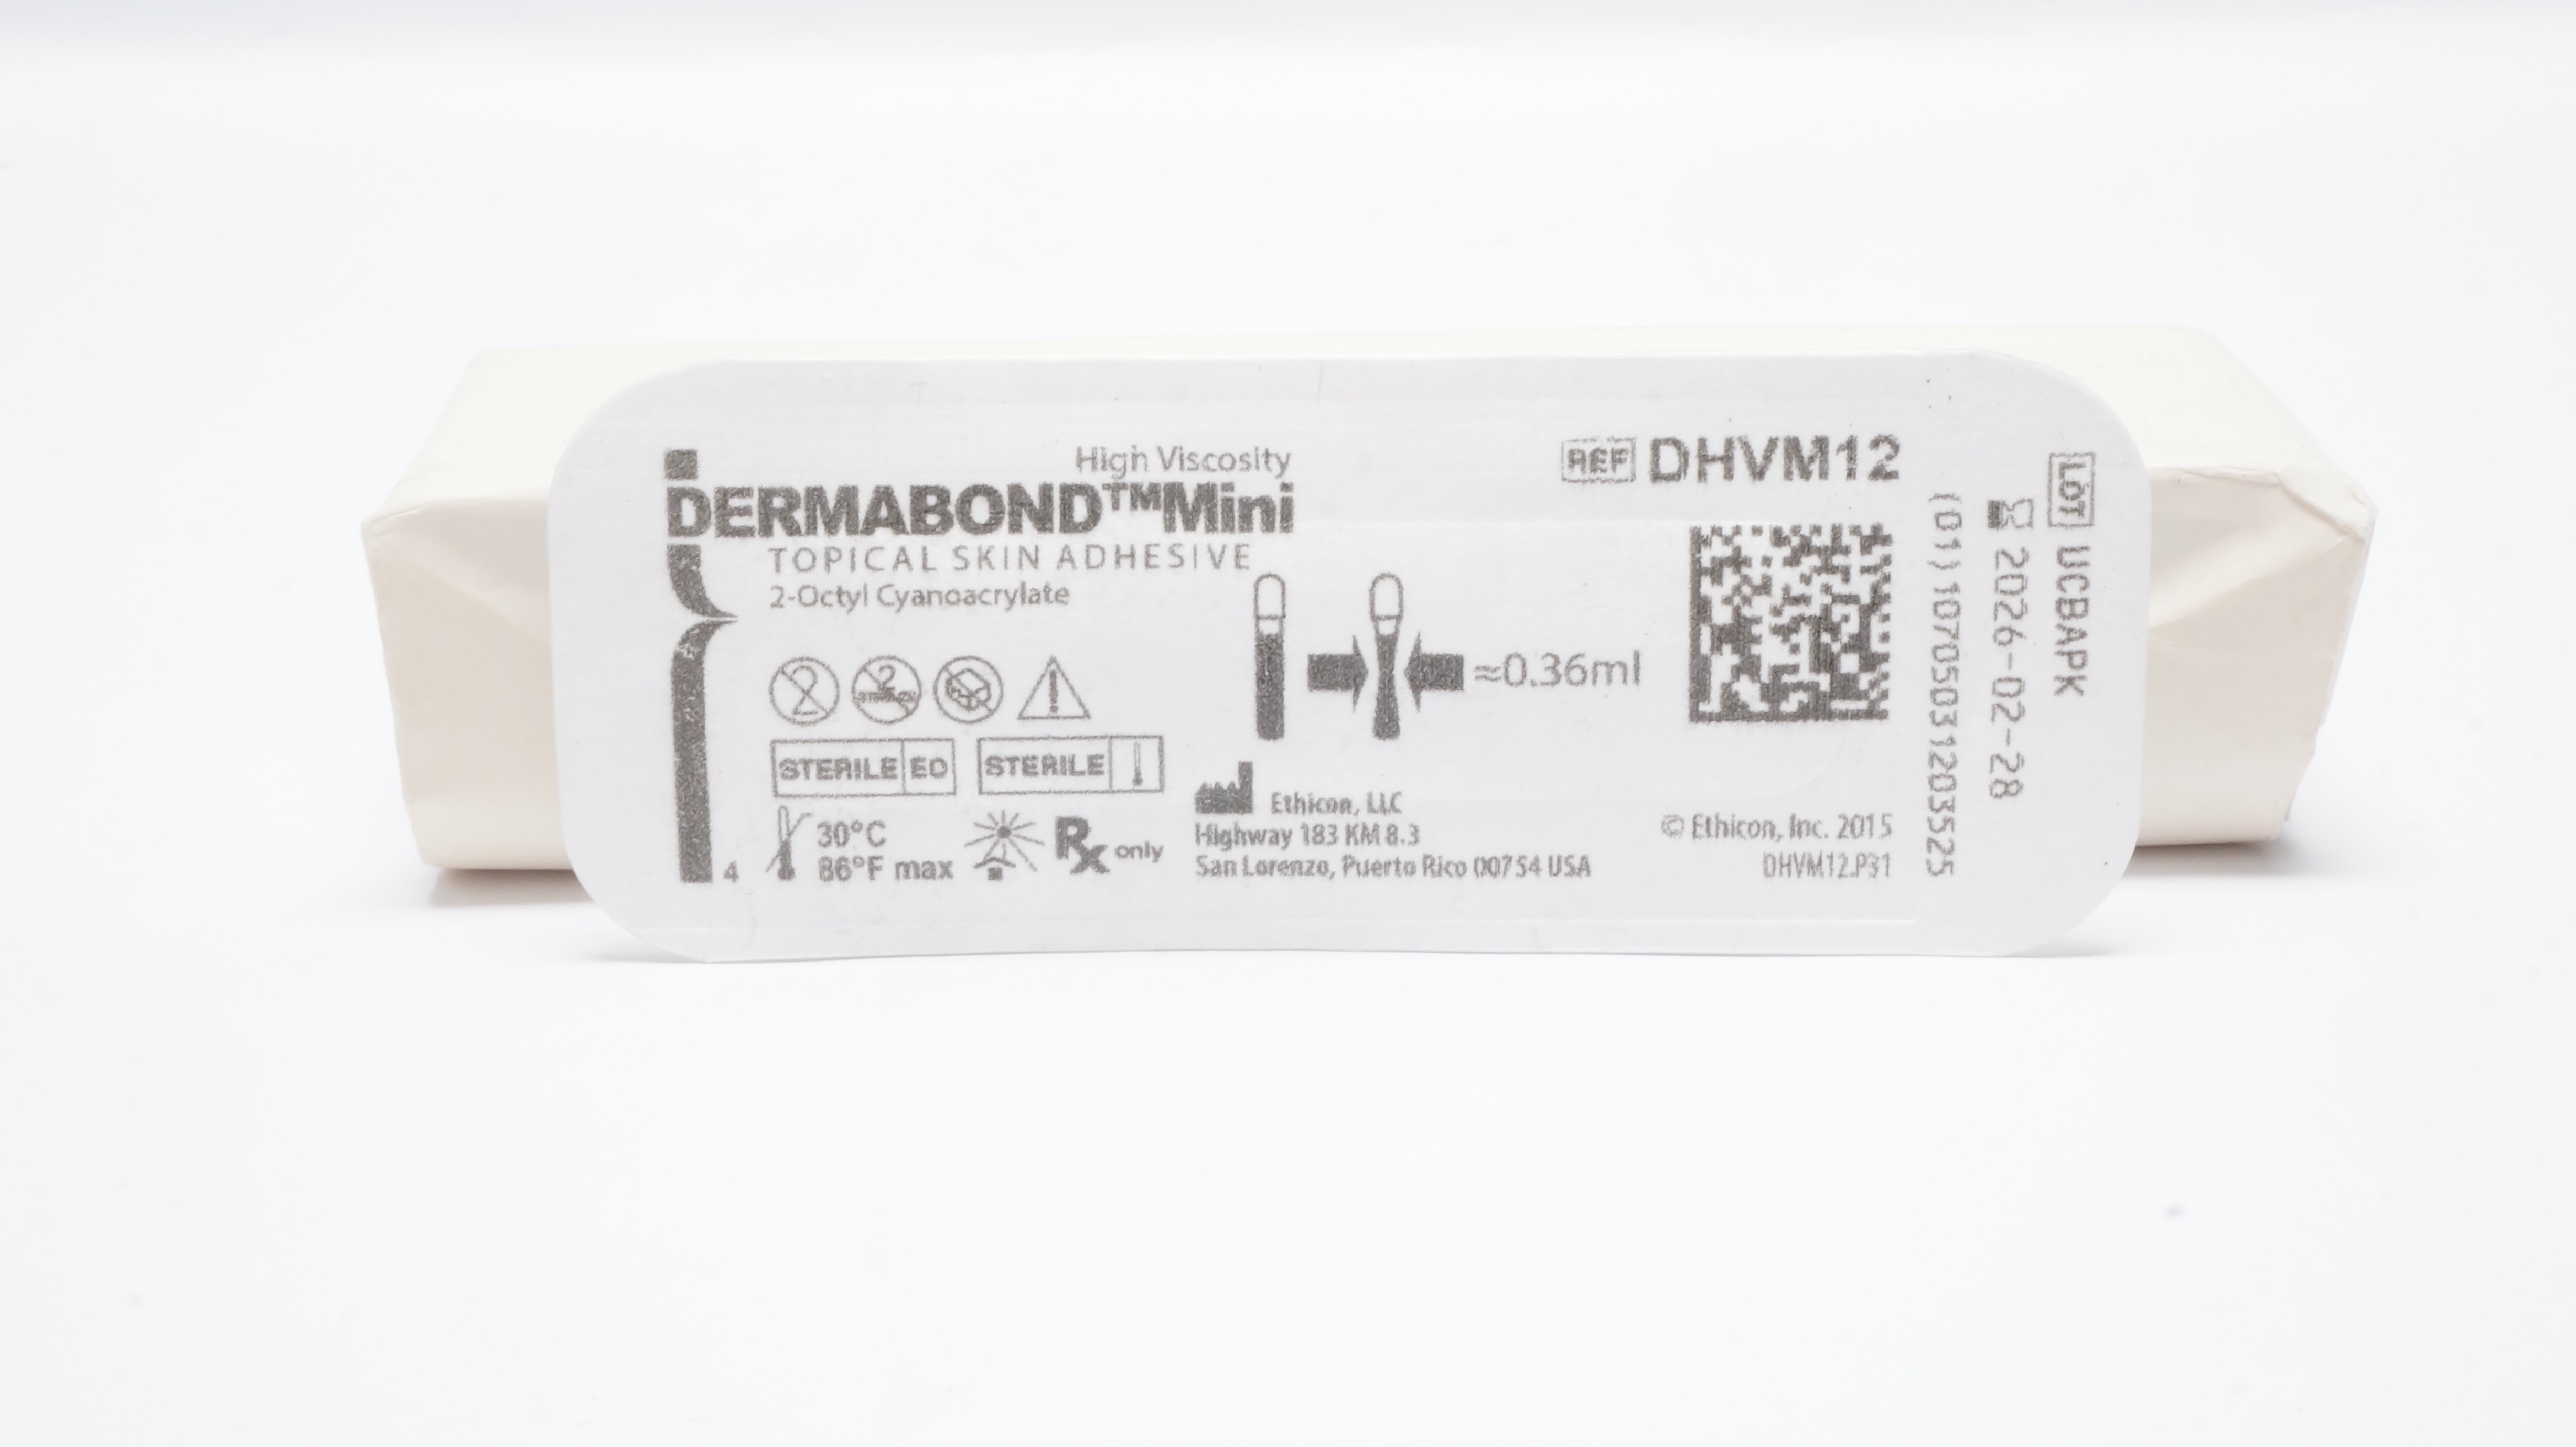 High Viscosity
DERMABOND™Mini
TOPICAL SKIN ADHESIVE
2-Octyl Cyanoacrylate
STERILE EO
STERILE
4
30°C
86°F max
Rx only
≈0.36ml
Ethicon, LLC
Highway 183 KM 8.3
San Lorenzo, Puerto Rico 00754 USA
REF DHVM12
© Ethicon, Inc. 2015
DHVM12.P31
LOT UCBAPK
2026-02-28
(01)10705031203525